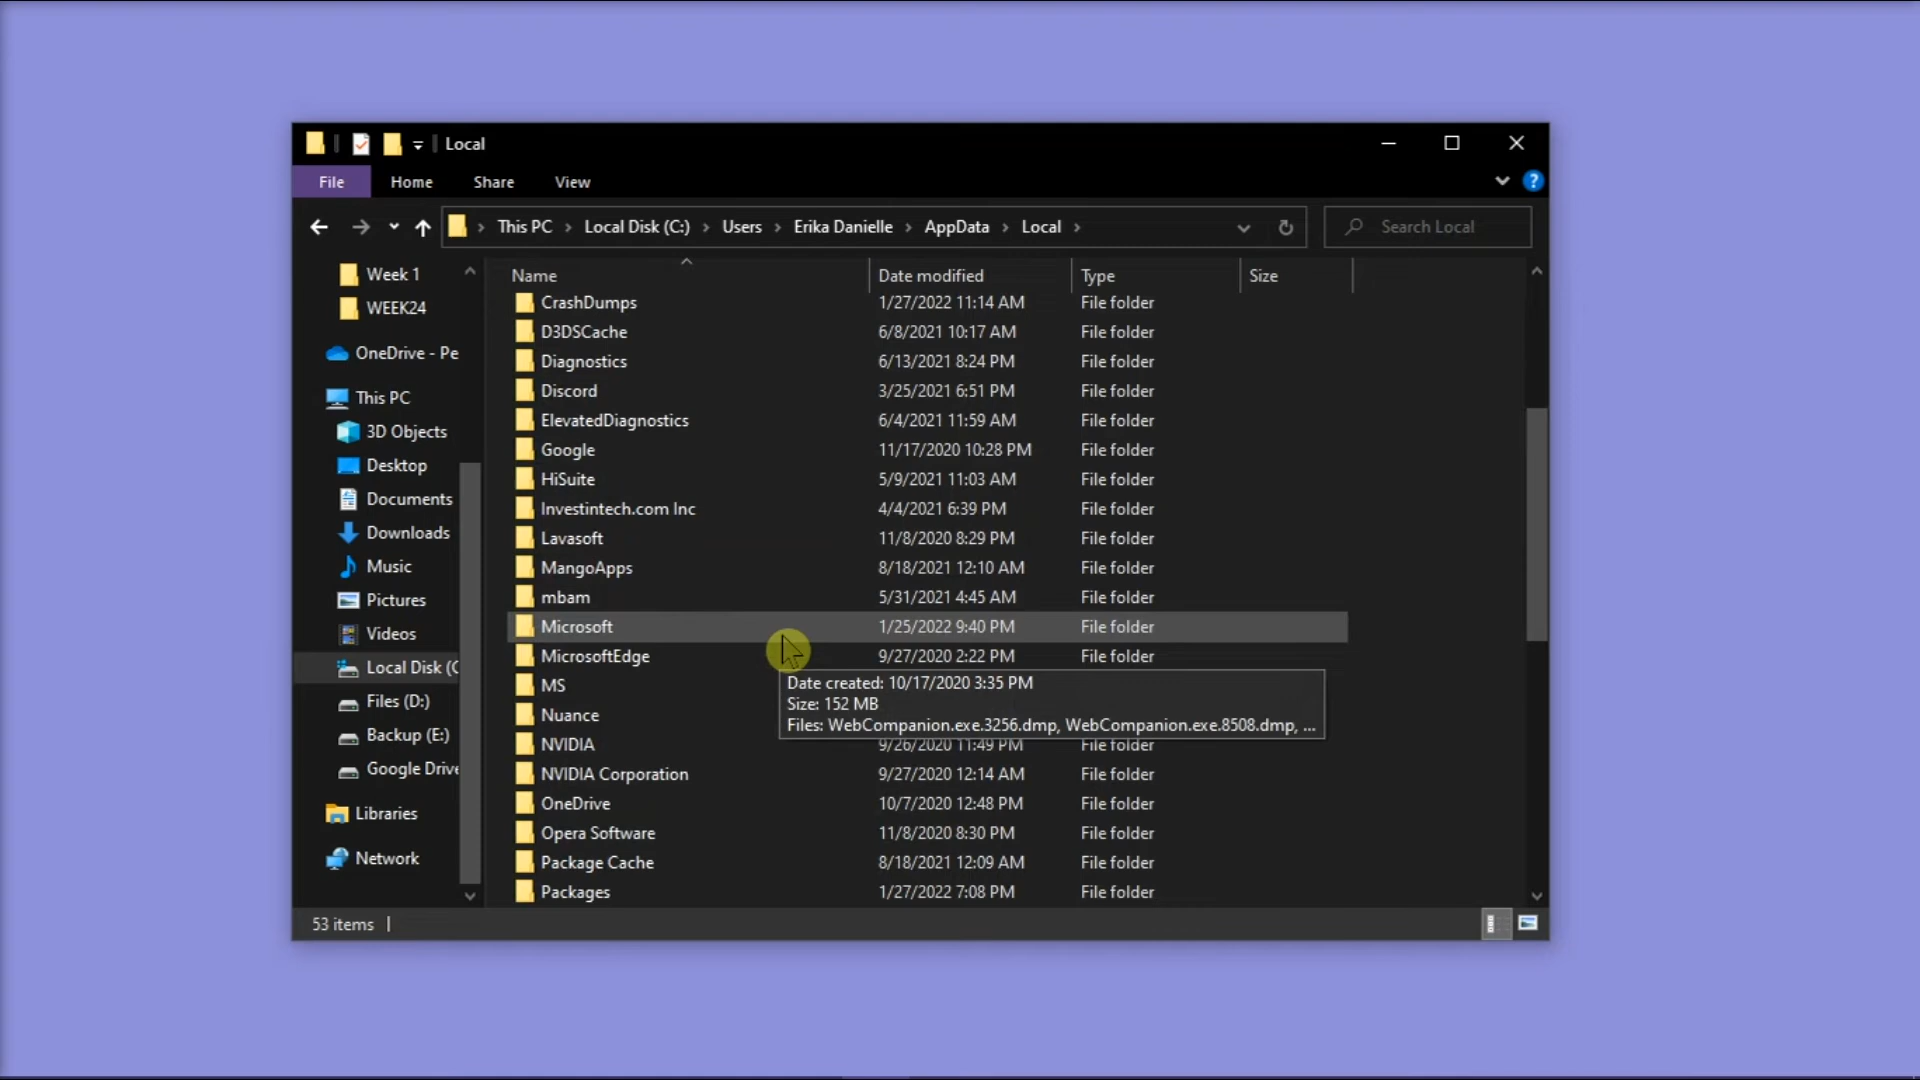 Local
File Home Share View
This PC > Local Disk (C:) > Users > Erika Danielle > AppData > Local >
Search Local
Week 1
WEEK24
OneDrive - Pe
This PC
3D Objects
Desktop
Documents
Downloads
Music
Pictures
Videos
Local Disk (C
Files (D:)
Backup (E:)
Google Drive
Libraries
Network
Name Date modified Type Size
CrashDumps 1/27/2022 11:14 AM File folder
D3DSCache 6/8/2021 10:17 AM File folder
Diagnostics 6/13/2021 8:24 PM File folder
Discord 3/25/2021 6:51 PM File folder
ElevatedDiagnostics 6/4/2021 11:59 AM File folder
Google 11/17/2020 10:28 PM File folder
HiSuite 5/9/2021 11:03 AM File folder
Investintech.com Inc 4/4/2021 6:39 PM File folder
Lavasoft 11/8/2020 8:29 PM File folder
MangoApps 8/18/2021 12:10 AM File folder
mbam 5/31/2021 4:45 AM File folder
Microsoft 1/25/2022 9:40 PM File folder
MicrosoftEdge 9/27/2020 2:22 PM File folder
MS
Date created: 10/17/2020 3:35 PM
Size: 152 MB
Files: WebCompanion.exe.3256.dmp, WebCompanion.exe.8508.dmp, ...
Nuance
NVIDIA 9/26/2020 11:49 PM File folder
NVIDIA Corporation 9/27/2020 12:14 AM File folder
OneDrive 10/7/2020 12:48 PM File folder
Opera Software 11/8/2020 8:30 PM File folder
Package Cache 8/18/2021 12:09 AM File folder
Packages 1/27/2022 7:08 PM File folder
53 items